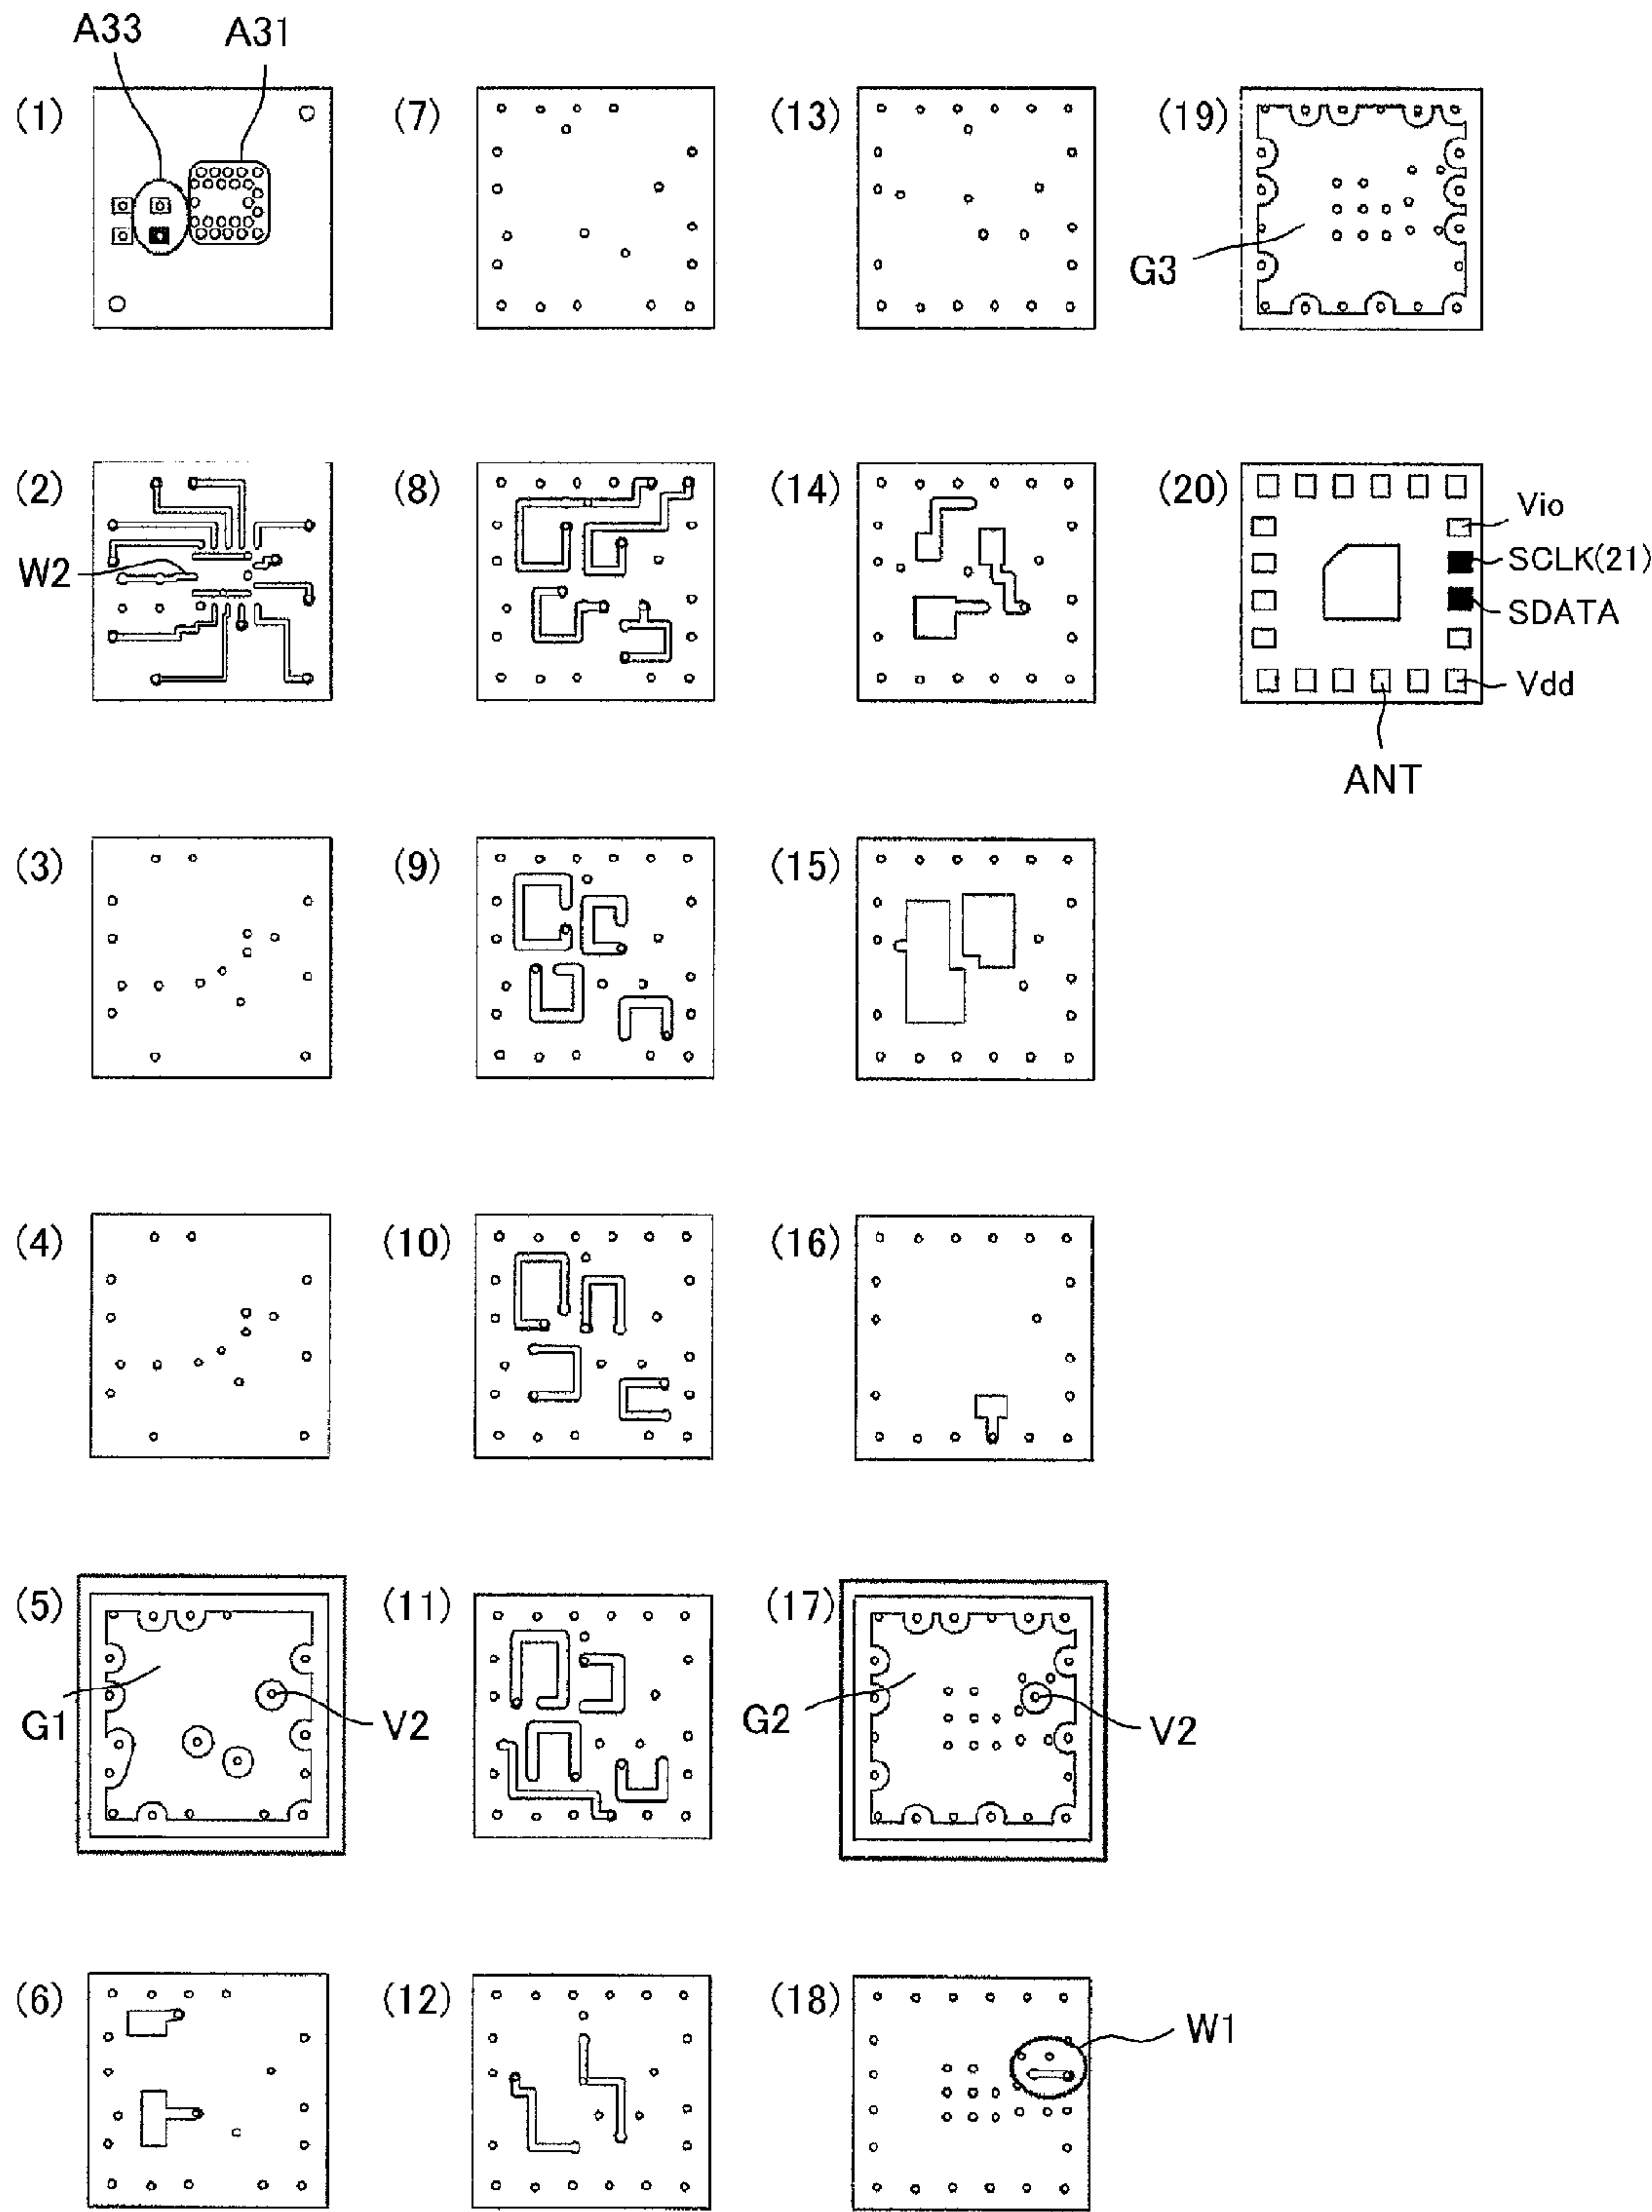 A33 A31
(1) (7) (13) (19)
G3
(2) (8) (14) (20)
Vio
W2
SCLK(21)
SDATA
Vdd
ANT
(3) (9) (15)
(4) (10) (16)
(5) (11) (17)
G1 V2 G2 V2
(6) (12) (18)
W1